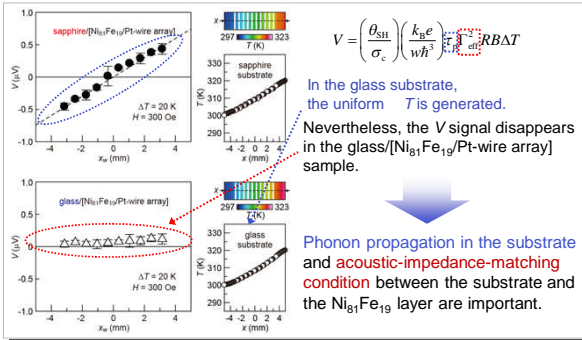 sapphire/[Ni81Fe19/Pt-wire array]
1.0
0.5
0
-0.5
-1.0
V (μV)
ΔT = 20 K
H = 300 Oe
-4 -2 0 2 4
xw (mm)
x
297 323
T (K)
sapphire
substrate
330
320
310
300
290
T (K)
-4 -2 0 2 4
x (mm)
V = (θSH/σc)(kBe/wħ³)τpΓ²eff RBΔT
In the glass substrate,
the uniform T is generated.
Nevertheless, the V signal disappears
in the glass/[Ni81Fe19/Pt-wire array]
sample.
glass/[Ni81Fe19/Pt-wire array]
1.0
0.5
0
-0.5
-1.0
V (μV)
ΔT = 20 K
H = 300 Oe
-4 -2 0 2 4
xw (mm)
297 323
T (K)
glass
substrate
330
320
310
300
290
T (K)
-4 -2 0 2 4
x (mm)
Phonon propagation in the substrate
and acoustic-impedance-matching
condition between the substrate and
the Ni81Fe19 layer are important.